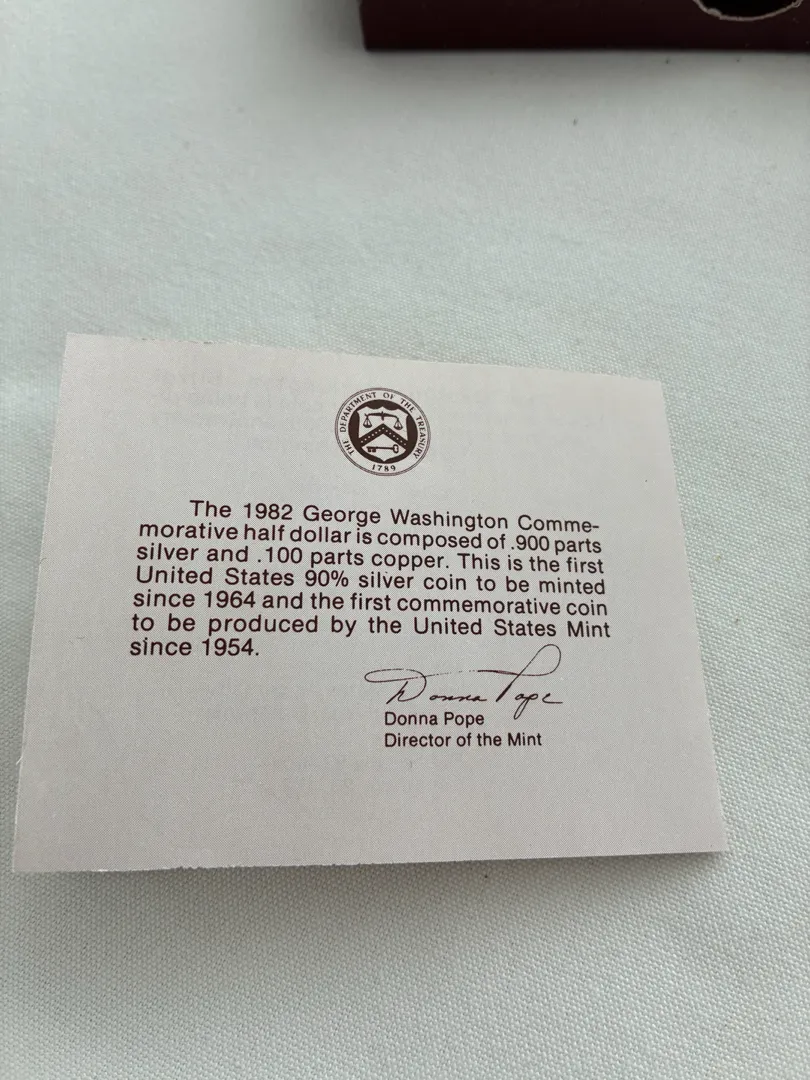 THE DEPARTMENT OF THE TREASURY
1789
The 1982 George Washington Comme-
morative half dollar is composed of .900 parts
silver and .100 parts copper. This is the first
United States 90% silver coin to be minted
since 1964 and the first commemorative coin
to be produced by the United States Mint
since 1954.
Donna Pope
Donna Pope
Director of the Mint